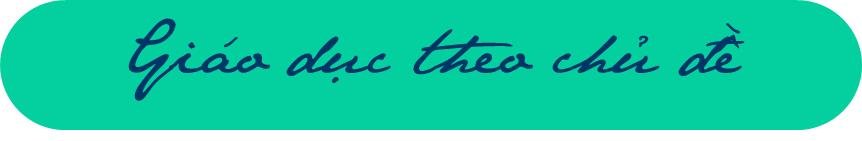 Giáo dục theo chủ đề